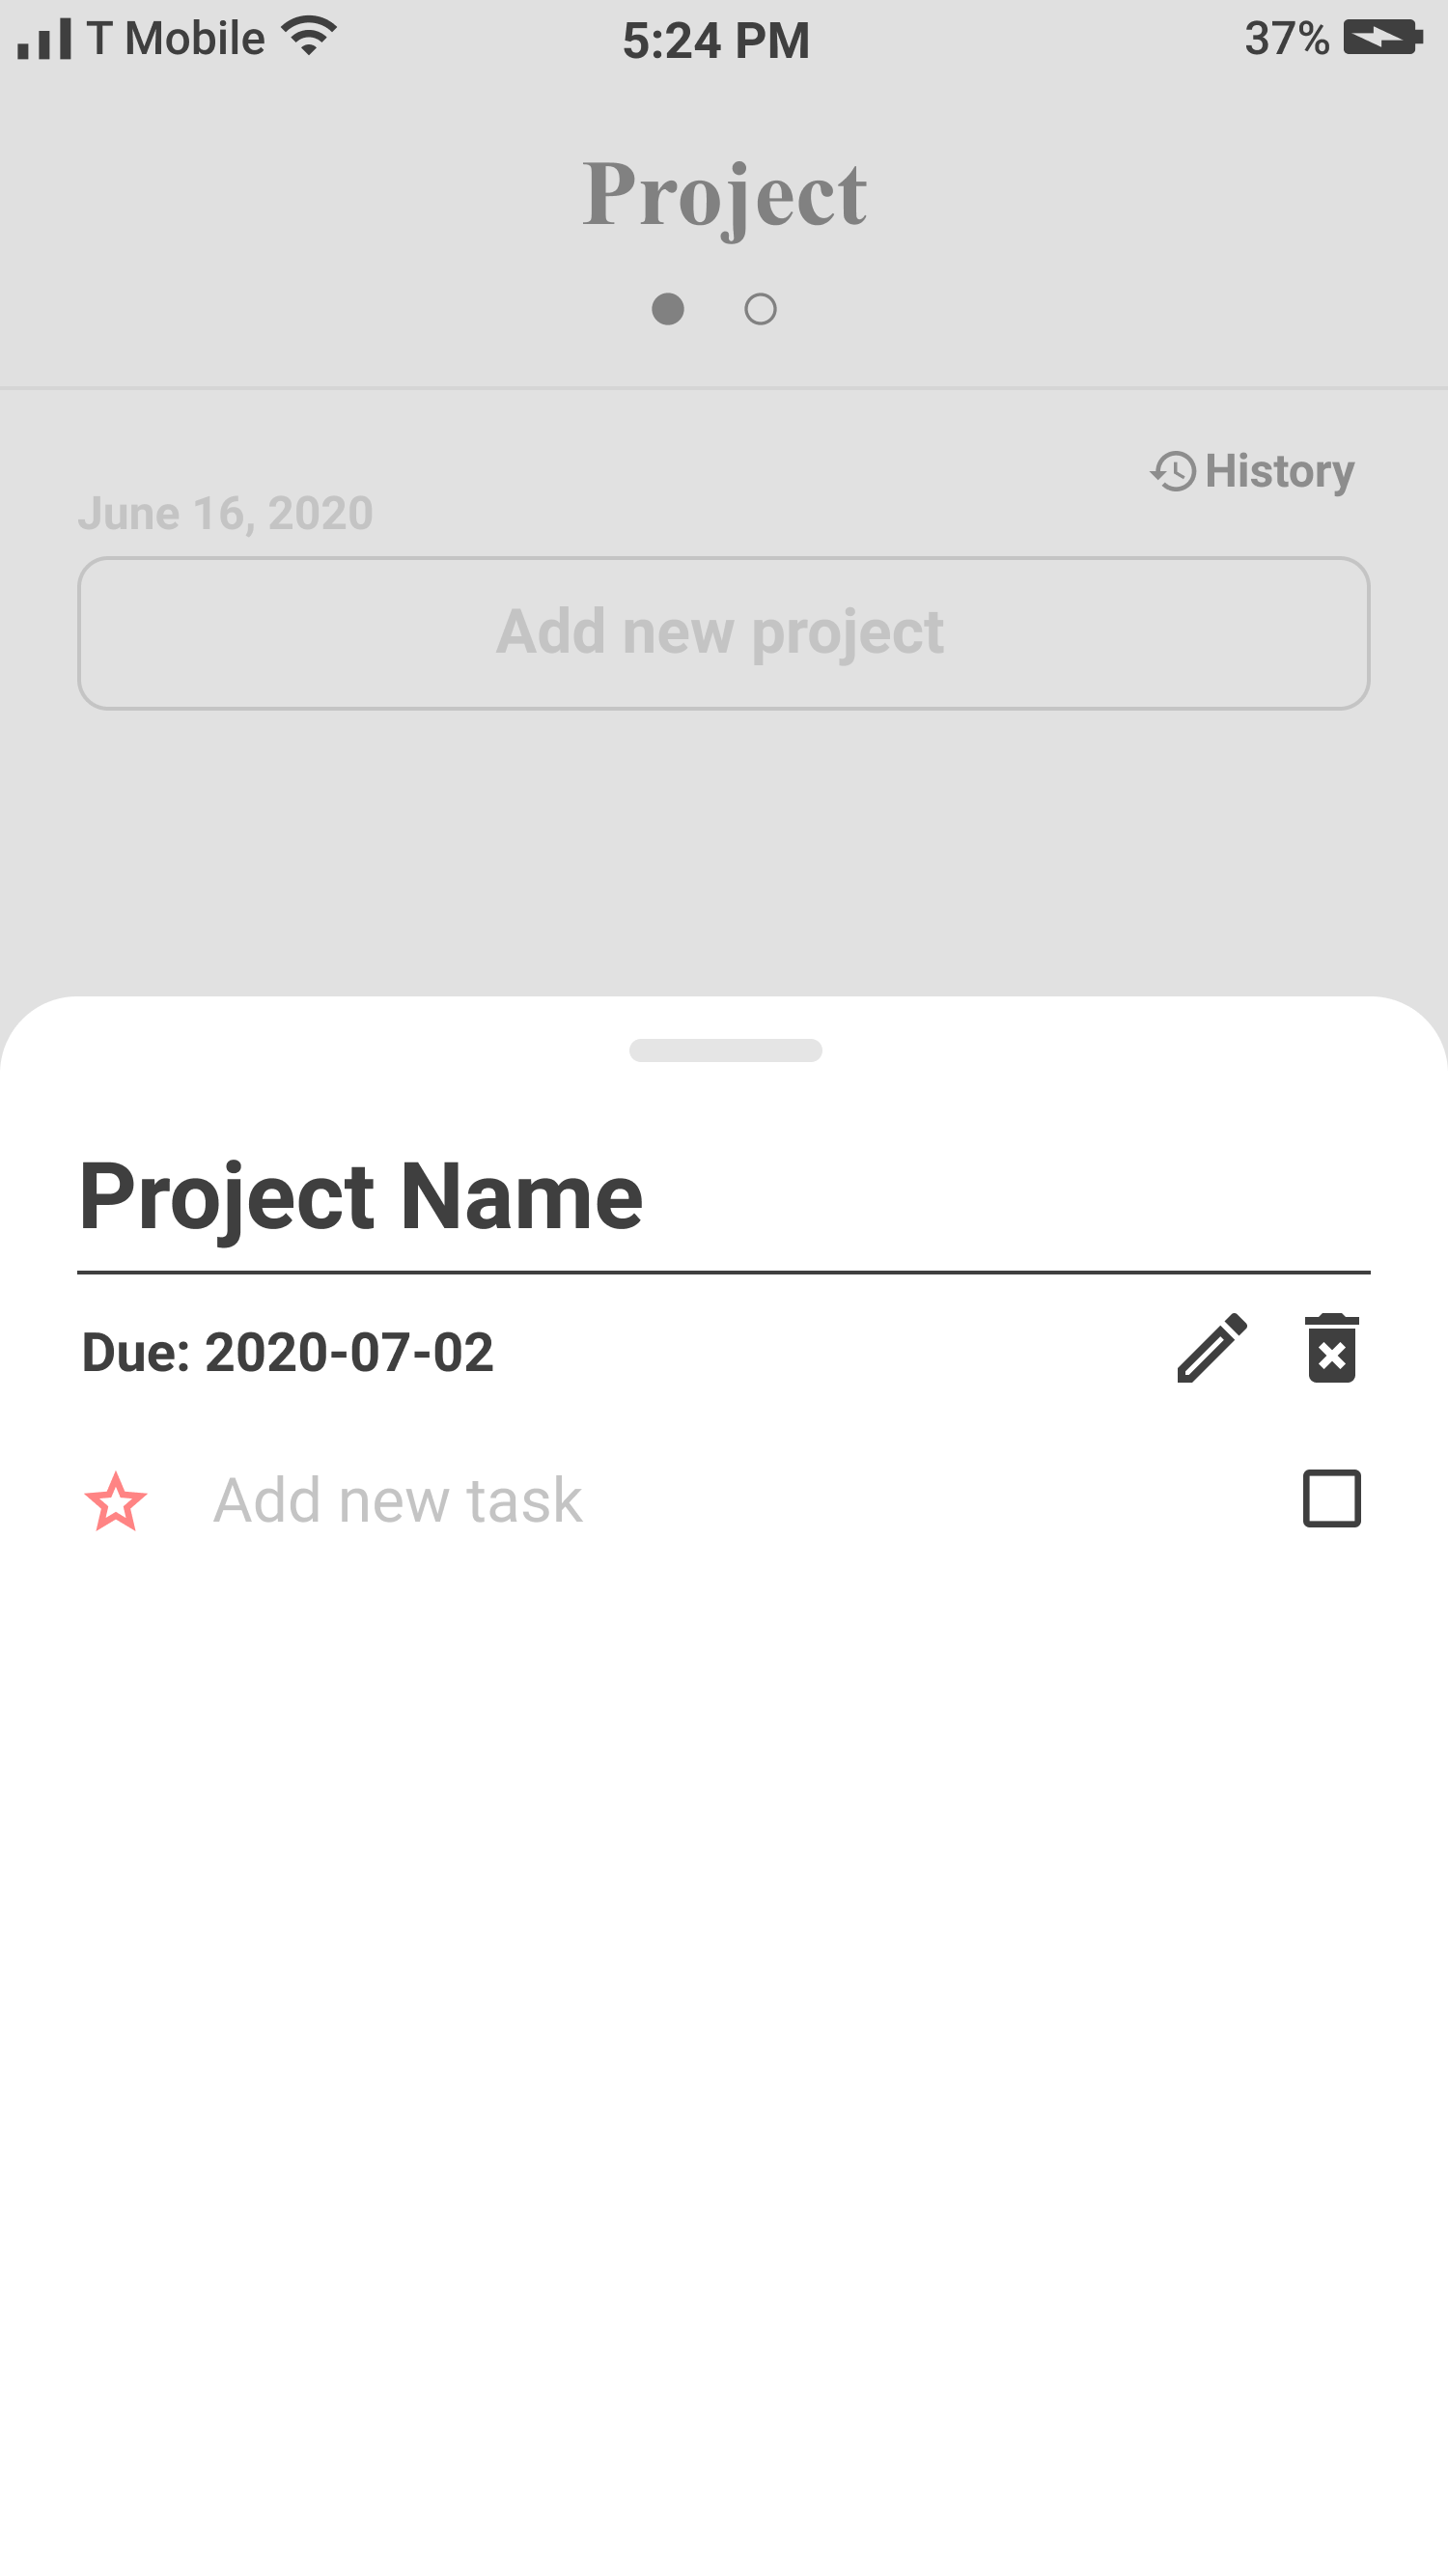 T Mobile 5:24 PM 37%
Project
History
June 16, 2020
Add new project
Project Name
Due: 2020-07-02
Add new task